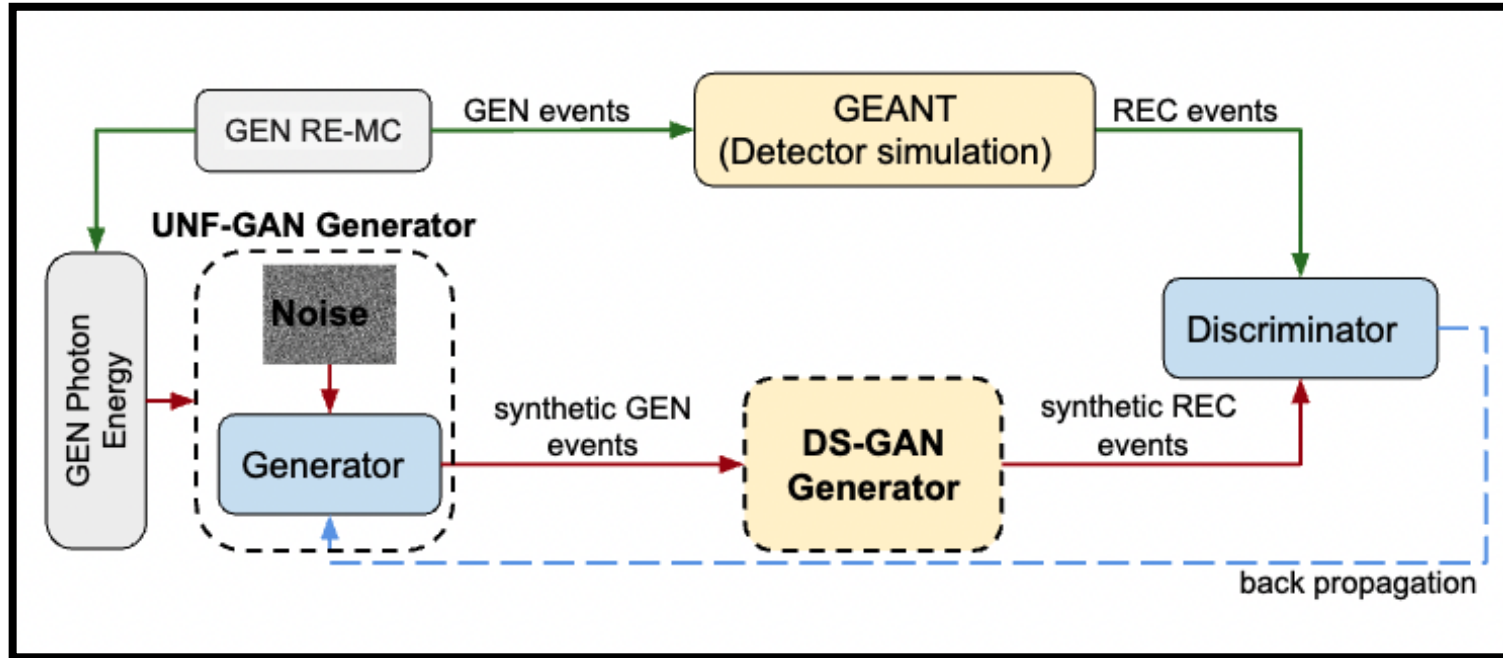 GEN RE-MC
GEN events
GEANT
(Detector simulation)
REC events
UNF-GAN Generator
GEN Photon
Energy
Noise
Generator
synthetic GEN
events
DS-GAN
Generator
synthetic REC
events
Discriminator
back propagation